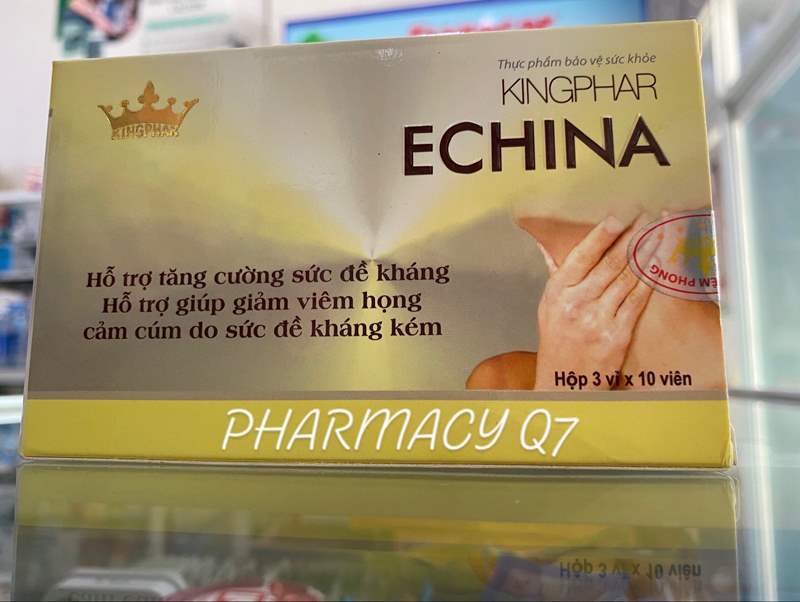 Thực phẩm bảo vệ sức khỏe
KINGPHAR
KINGPHAR
ECHINA
Hỗ trợ tăng cường sức đề kháng
Hỗ trợ giúp giảm viêm họng
cảm cúm do sức đề kháng kém
Hộp 3 vỉ x 10 viên
PHARMACY Q7